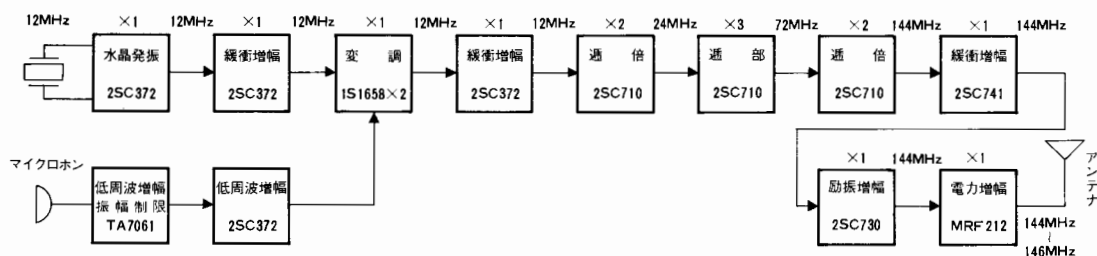 ×1 ×1 ×1 ×1 ×2 ×3 ×2 ×1
12MHz 12MHz 12MHz 12MHz 12MHz 24MHz 72MHz 144MHz 144MHz
水晶発振
2SC372
緩衝増幅
2SC372
変調
1S1658×2
緩衝増幅
2SC372
逓倍
2SC710
逓部
2SC710
逓倍
2SC710
緩衝増幅
2SC741
マイクロホン
低周波増幅
振幅制限
TA7061
低周波増幅
2SC372
×1 144MHz ×1
励振増幅
2SC730
電力増幅
MRF212
アンテナ
144MHz
~
146MHz